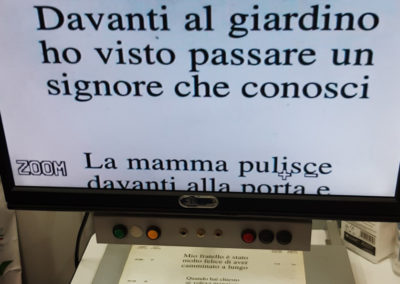 Davanti al giardino
ho visto passare un
signore che conosci
ZOOM
La mamma pulisce
davanti alla porta e
Mio fratello è stato
molto felice di aver
camminato a lungo